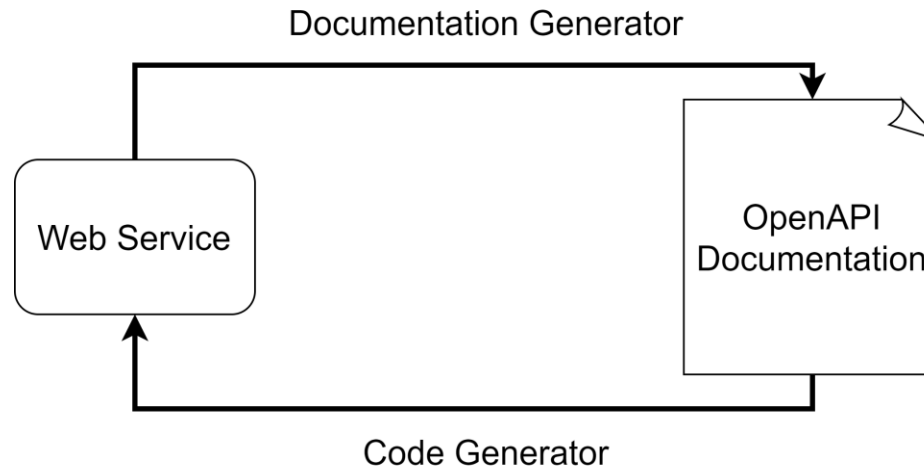 Documentation Generator
Web Service
OpenAPI
Documentation
Code Generator